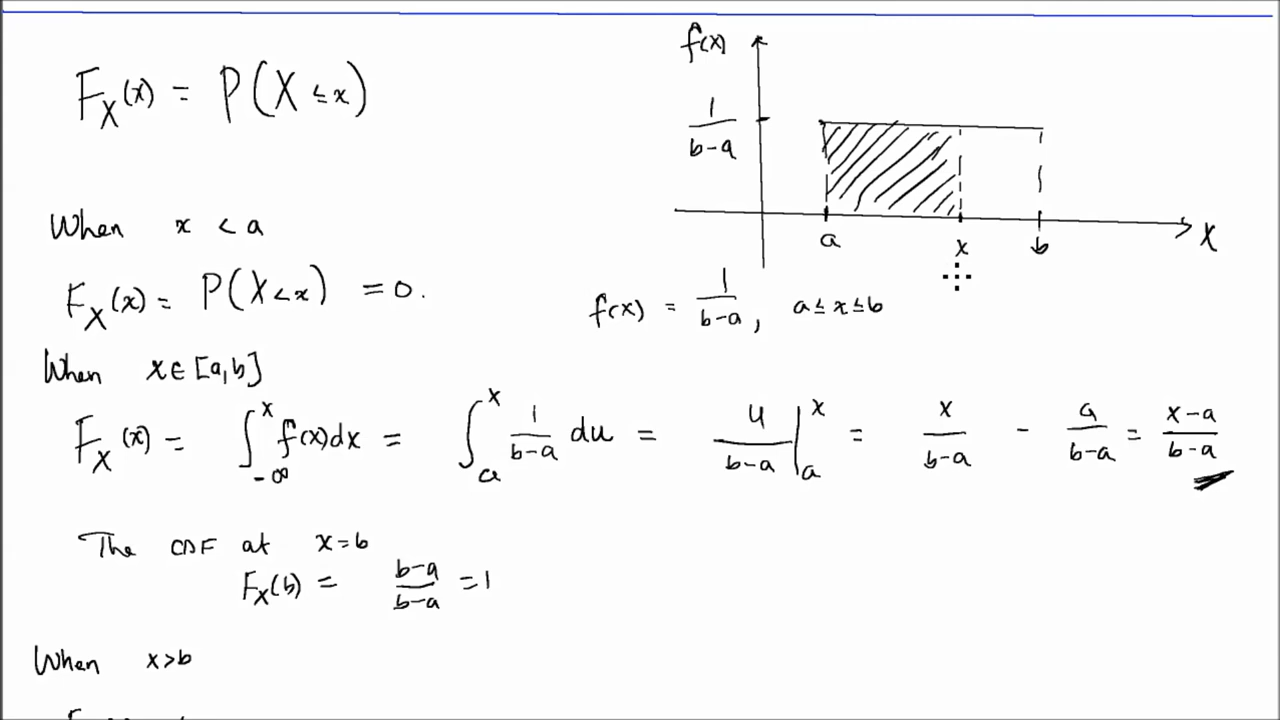 F_X(x) = P(X ≤ x)
f(x)
1/(b-a)
a x b X
When x < a
F_X(x) = P(X < x) = 0.
f(x) = 1/(b-a), a ≤ x ≤ b
When x ∈ [a, b]
F_X(x) = ∫_{-∞}^{x} f(x)dx = ∫_{a}^{x} 1/(b-a) du = u/(b-a) |_{a}^{x} = x/(b-a) - a/(b-a) = (x-a)/(b-a)
The CDF at x = b
F_X(b) = (b-a)/(b-a) = 1
When x > b